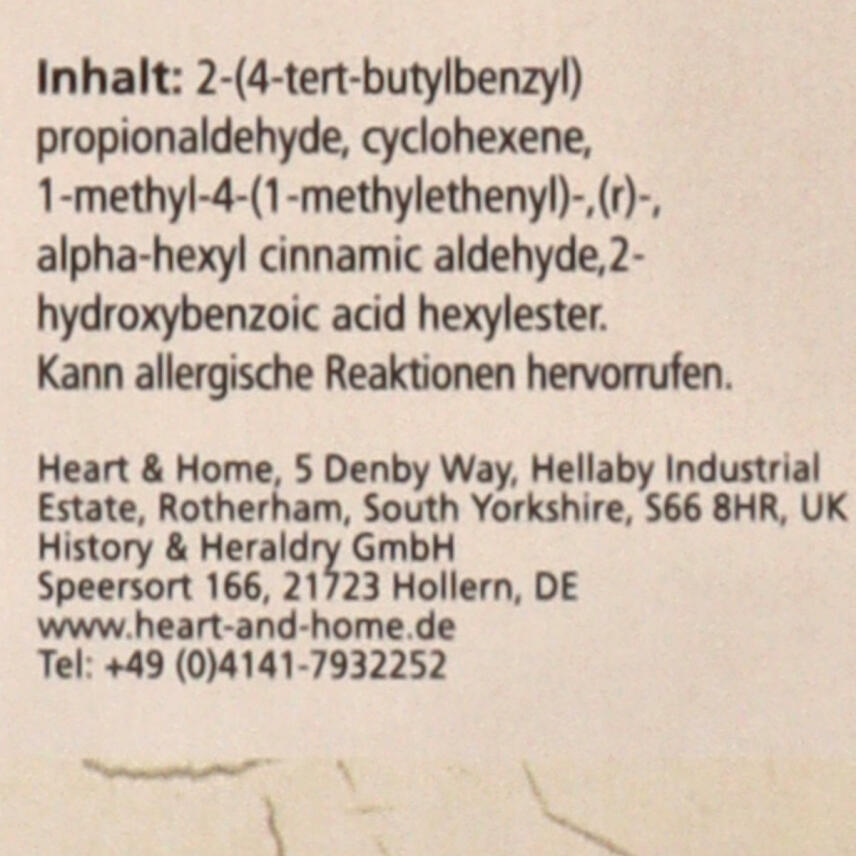 Inhalt: 2-(4-tert-butylbenzyl)
propionaldehyde, cyclohexene,
1-methyl-4-(1-methylethenyl)-,(r)-,
alpha-hexyl cinnamic aldehyde,2-
hydroxybenzoic acid hexylester.
Kann allergische Reaktionen hervorrufen.
Heart & Home, 5 Denby Way, Hellaby Industrial
Estate, Rotherham, South Yorkshire, S66 8HR, UK
History & Heraldry GmbH
Speersort 166, 21723 Hollern, DE
www.heart-and-home.de
Tel: +49 (0)4141-7932252